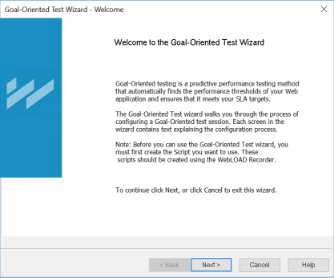 Goal-Oriented Test Wizard - Welcome
Welcome to the Goal-Oriented Test Wizard
Goal-Oriented testing is a predictive performance testing method
that automatically finds the performance thresholds of your Web
application and ensures that it meets your SLA targets.
The Goal-Oriented Test wizard walks you through the process of
configuring a Goal-Oriented test session. Each screen in the
wizard contains text explaining the configuration process.
Note: Before you can use the Goal-Oriented Test wizard, you
must first create the Script you want to use. These
scripts should be created using the WebLOAD Recorder.
To continue click Next, or click Cancel to exit this wizard.
< Back
Next >
Cancel
Help